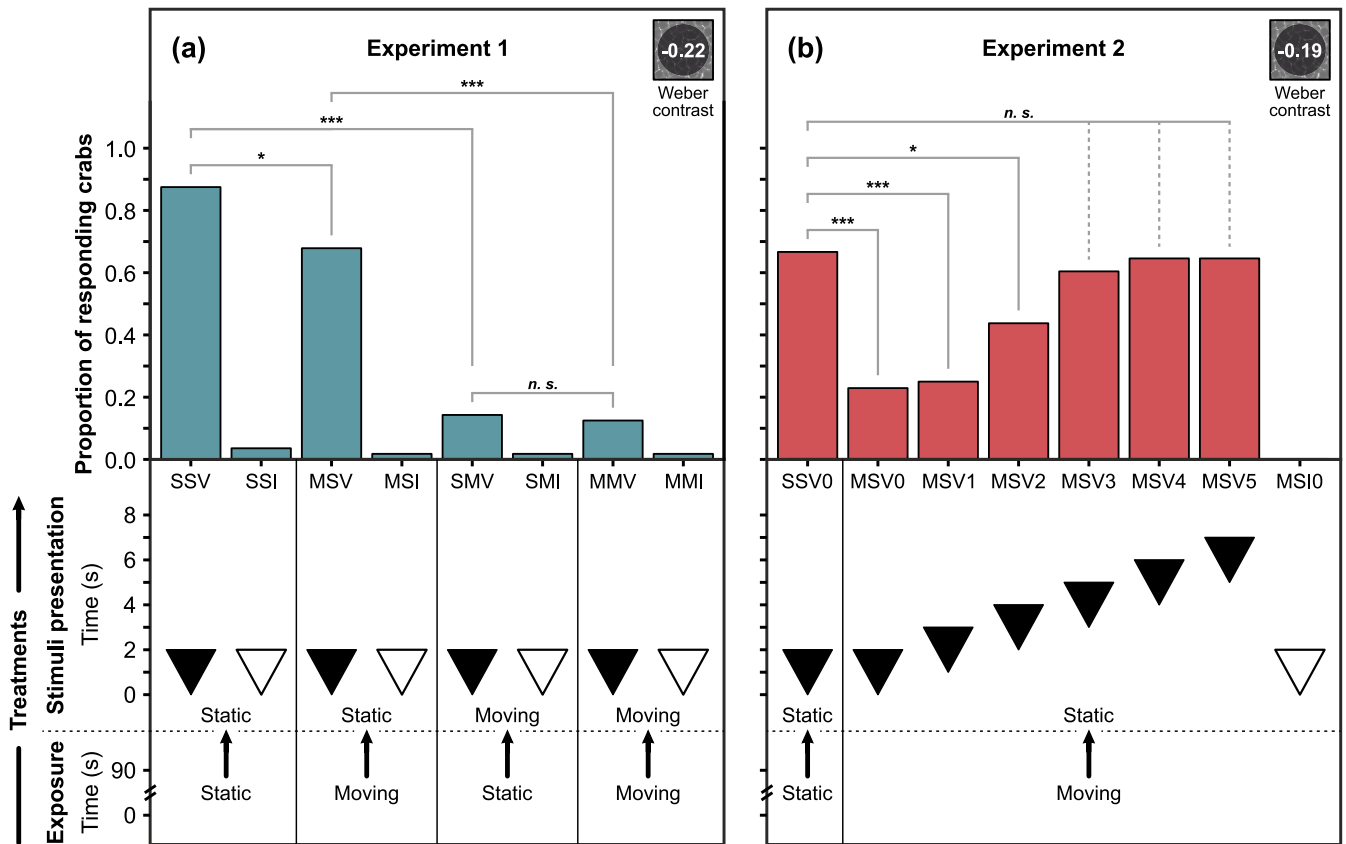 (a)
Experiment 1
-0.22
Weber
contrast
***
***
*
n. s.
Proportion of responding crabs
1.0
0.8
0.6
0.4
0.2
0.0
SSV
SSI
MSV
MSI
SMV
SMI
MMV
MMI
(b)
Experiment 2
-0.19
Weber
contrast
n. s.
*
***
***
SSV0
MSV0
MSV1
MSV2
MSV3
MSV4
MSV5
MSI0
Treatments
Stimuli presentation
Time (s)
8
6
4
2
0
Static
Static
Moving
Moving
Static
Static
Exposure
Time (s)
90
0
Static
Moving
Static
Moving
Static
Moving